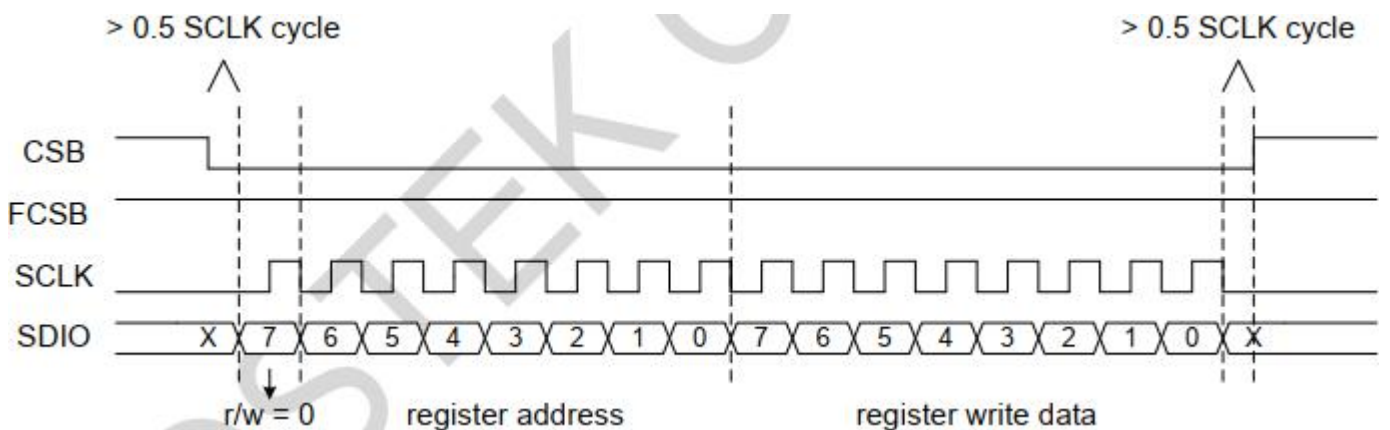 > 0.5 SCLK cycle > 0.5 SCLK cycle
CSB
FCSB
SCLK
SDIO X 7 6 5 4 3 2 1 0 7 6 5 4 3 2 1 0 X
r/w = 0 register address register write data